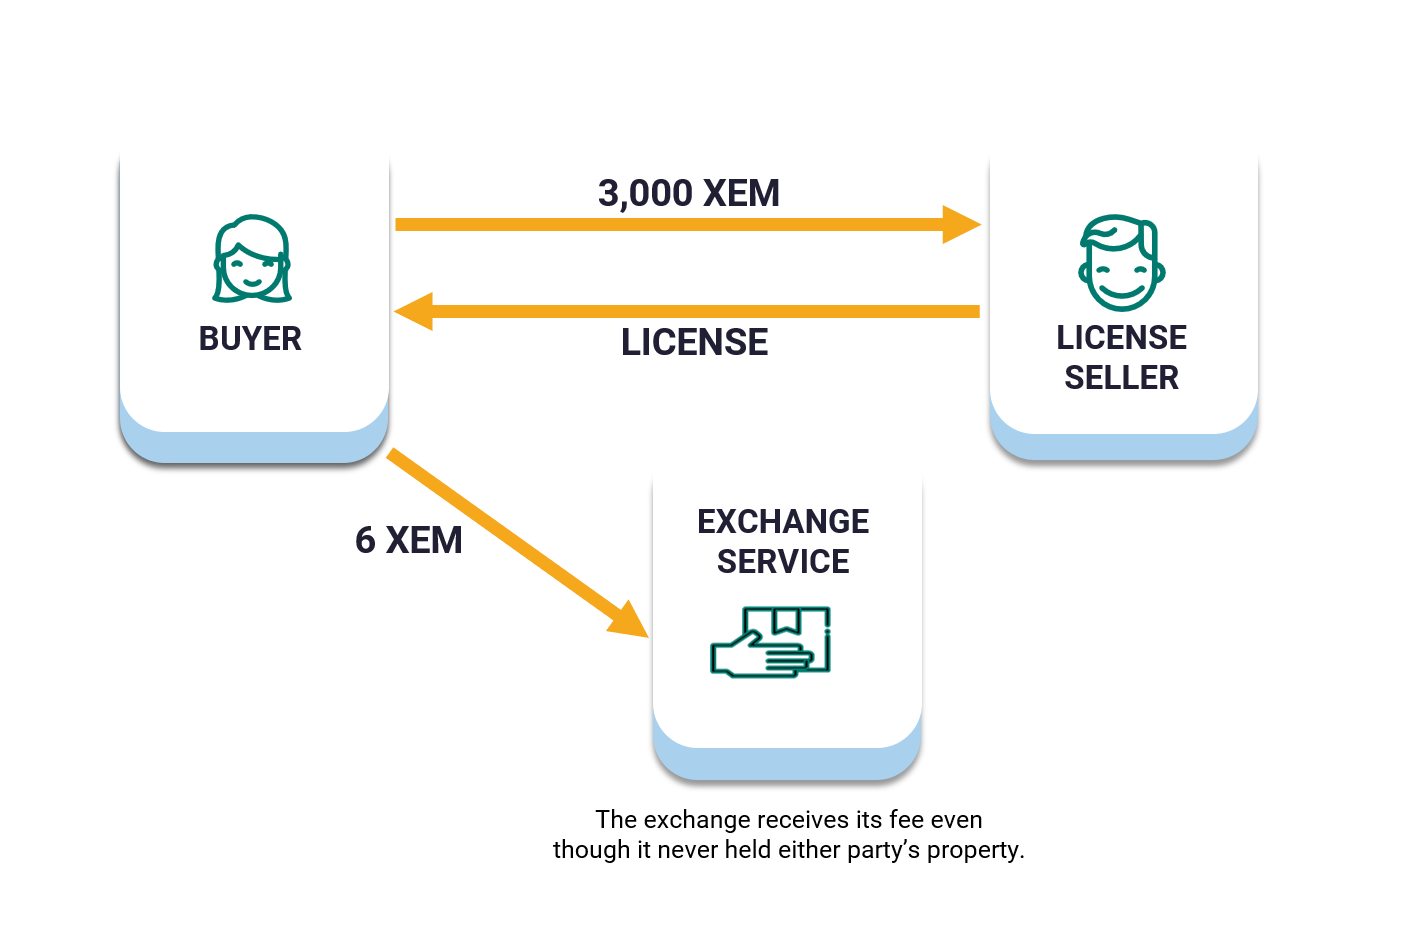 3,000 XEM
LICENSE
BUYER
LICENSE
SELLER
6 XEM
EXCHANGE
SERVICE
The exchange receives its fee even
though it never held either party’s property.